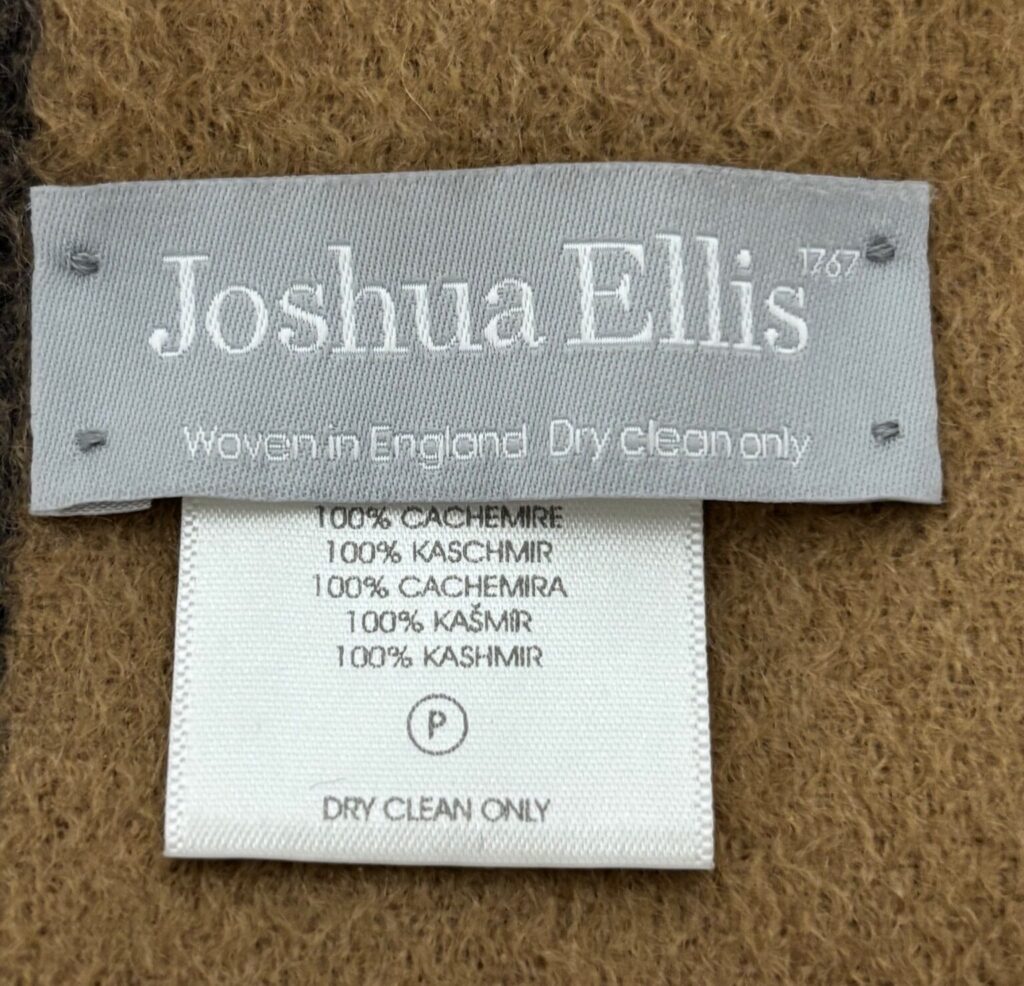 Joshua Ellis 1767
Woven in England Dry clean only
100% CACHEMIRE
100% KASCHMIR
100% CACHEMIRA
100% KAŠMIR
100% KASHMIR
P
DRY CLEAN ONLY